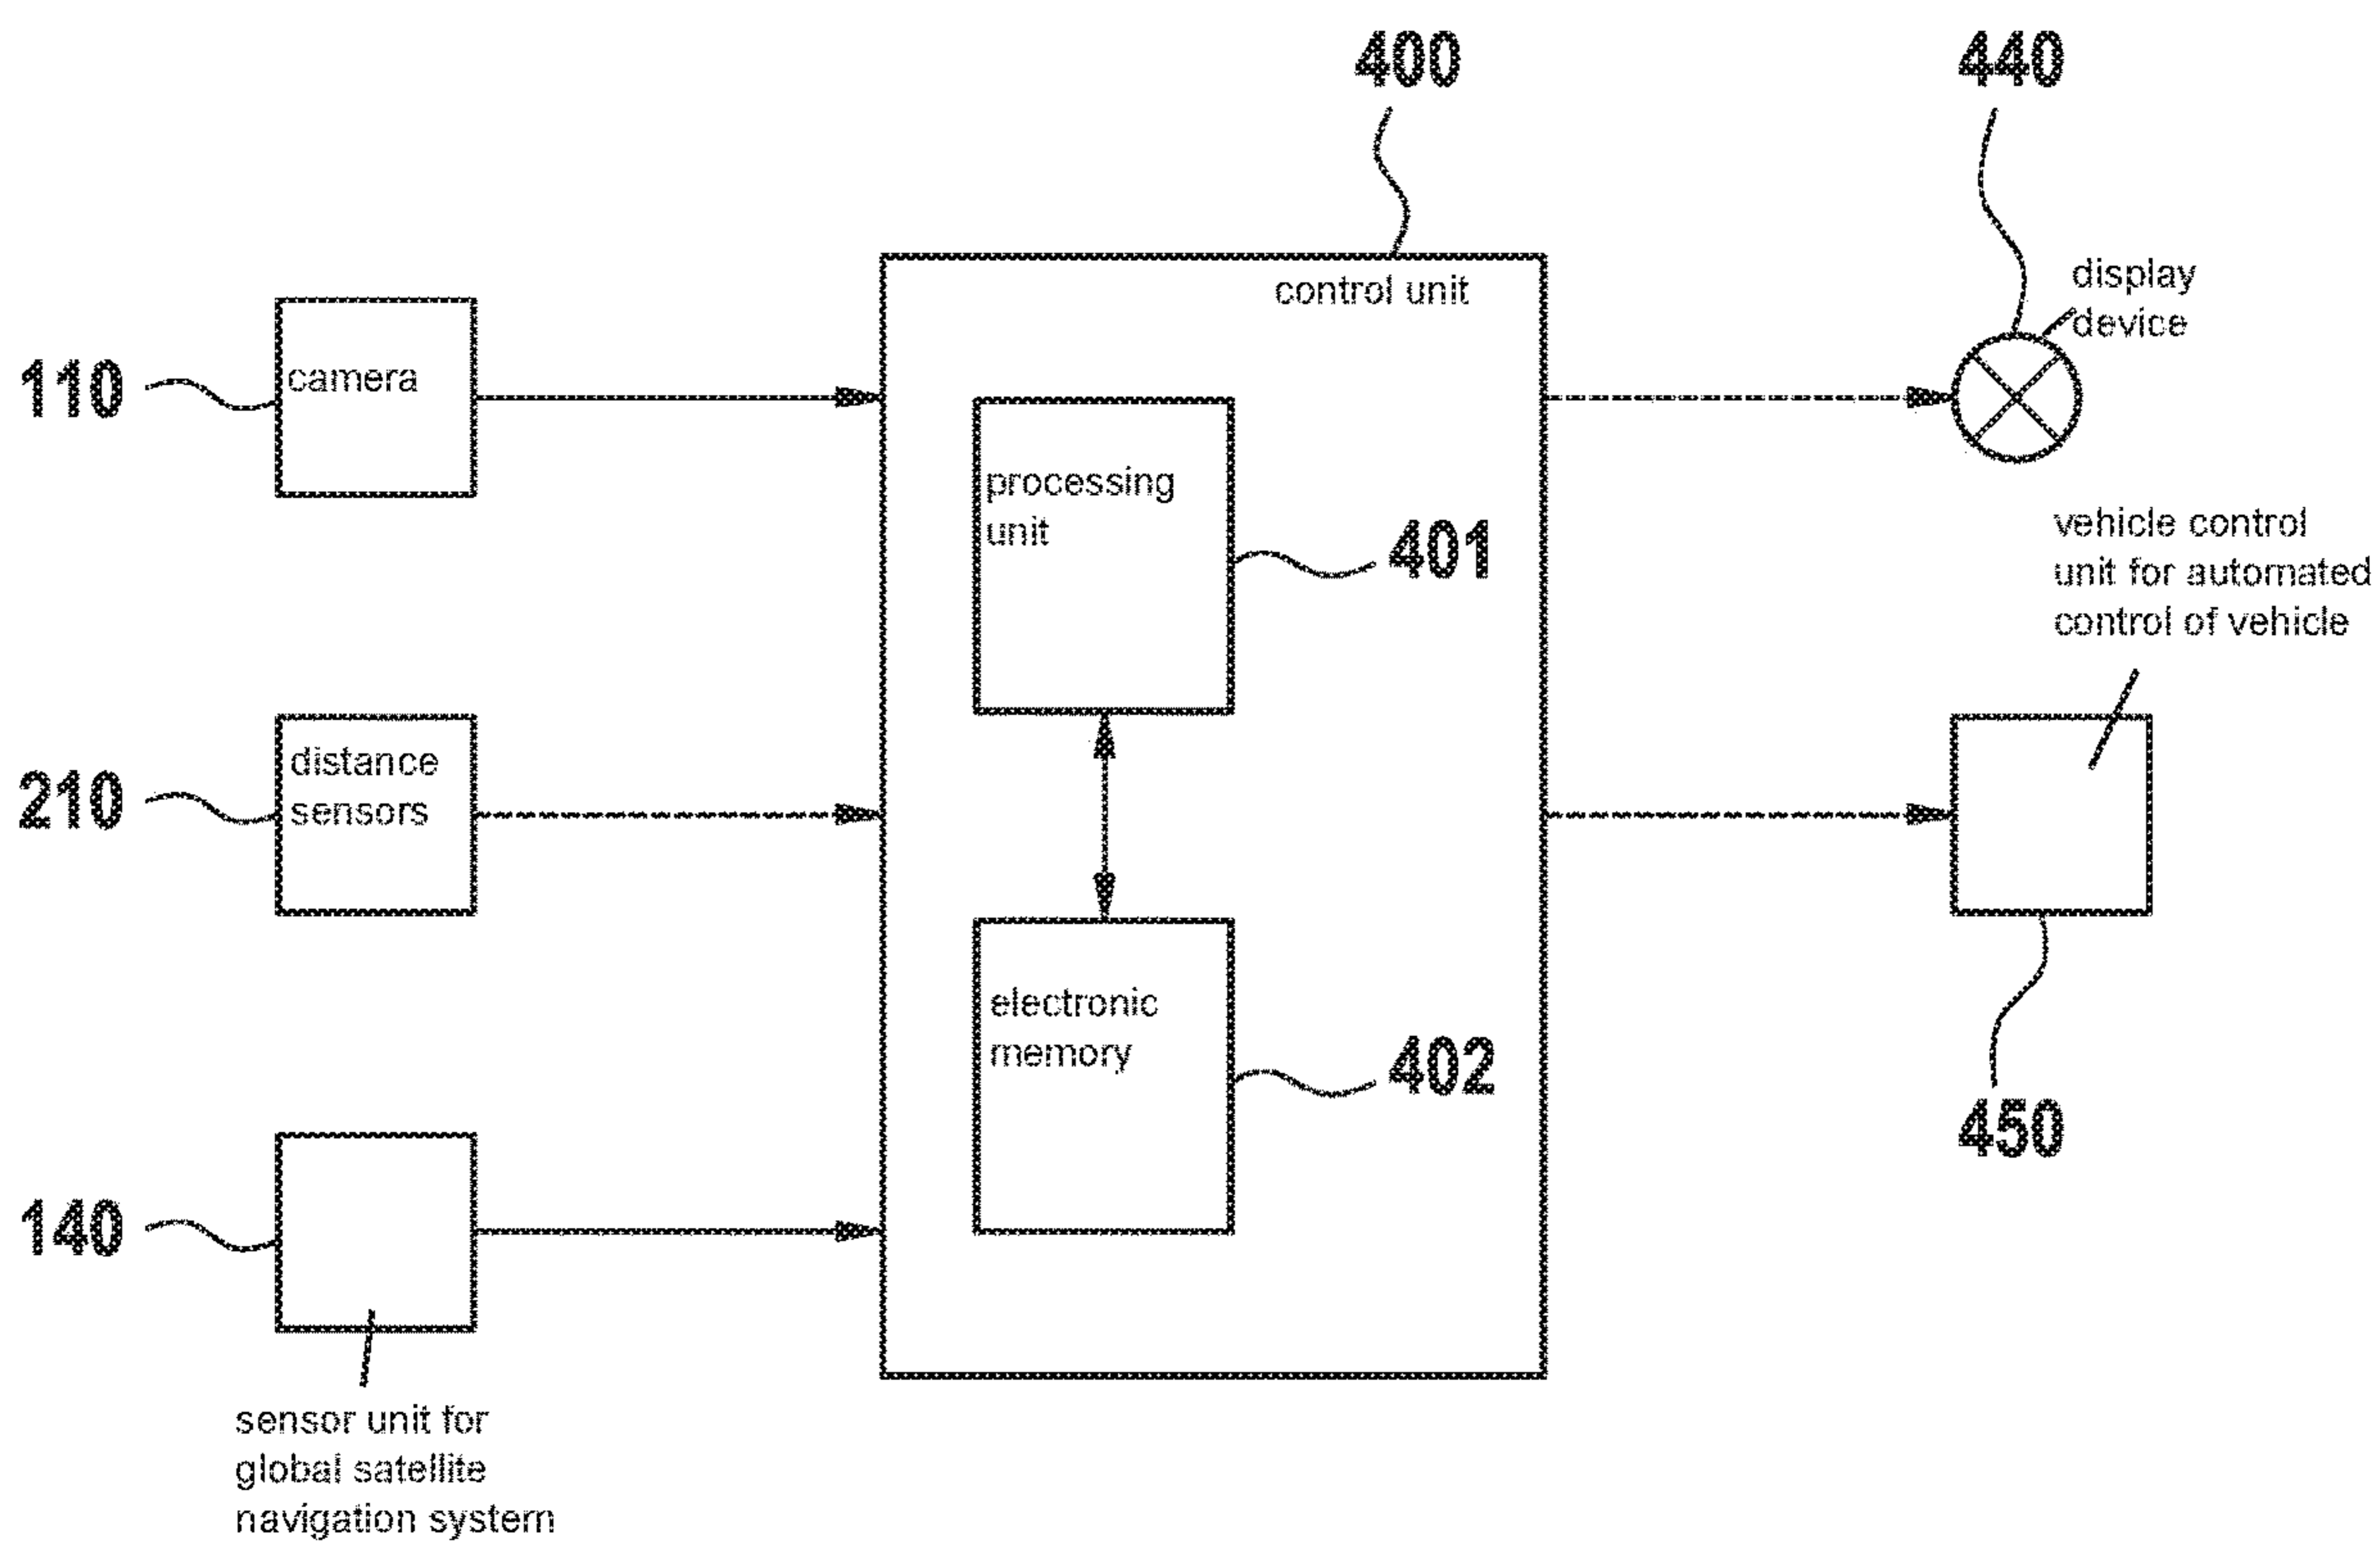 400
440
control unit
display
device
110
camera
processing
unit
401
vehicle control
unit for automated
control of vehicle
210
distance
sensors
electronic
memory
402
450
140
sensor unit for
global satellite
navigation system